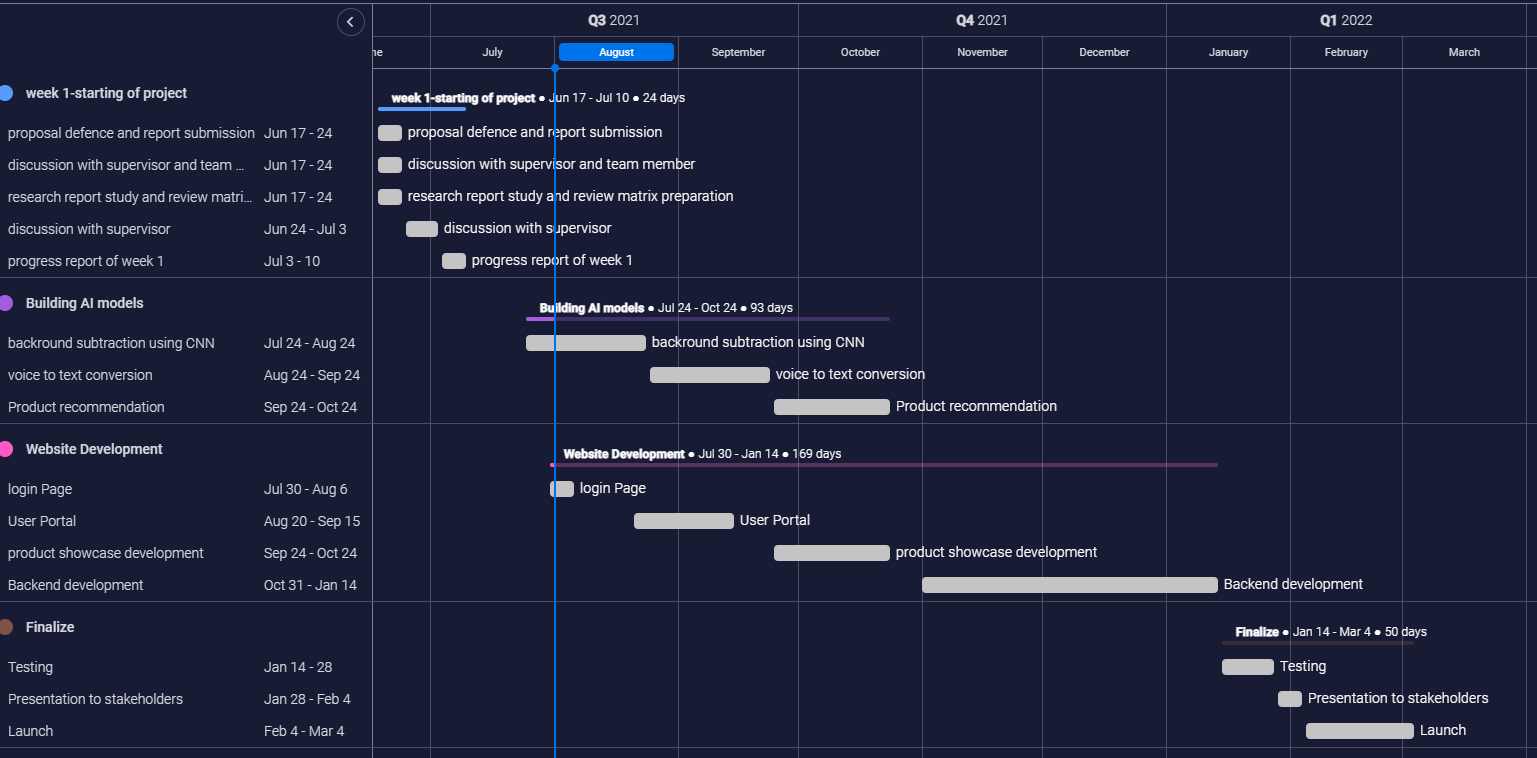 Q3 2021 Q4 2021 Q1 2022
ne July August September October November December January February March
week 1-starting of project week 1-starting of project ● Jun 17 - Jul 10 ● 24 days
proposal defence and report submission Jun 17 - 24 proposal defence and report submission
discussion with supervisor and team ... Jun 17 - 24 discussion with supervisor and team member
research report study and review matri... Jun 17 - 24 research report study and review matrix preparation
discussion with supervisor Jun 24 - Jul 3 discussion with supervisor
progress report of week 1 Jul 3 - 10 progress report of week 1
Building AI models Building AI models ● Jul 24 - Oct 24 ● 93 days
backround subtraction using CNN Jul 24 - Aug 24 backround subtraction using CNN
voice to text conversion Aug 24 - Sep 24 voice to text conversion
Product recommendation Sep 24 - Oct 24 Product recommendation
Website Development Website Development ● Jul 30 - Jan 14 ● 169 days
login Page Jul 30 - Aug 6 login Page
User Portal Aug 20 - Sep 15 User Portal
product showcase development Sep 24 - Oct 24 product showcase development
Backend development Oct 31 - Jan 14 Backend development
Finalize Finalize ● Jan 14 - Mar 4 ● 50 days
Testing Jan 14 - 28 Testing
Presentation to stakeholders Jan 28 - Feb 4 Presentation to stakeholders
Launch Feb 4 - Mar 4 Launch